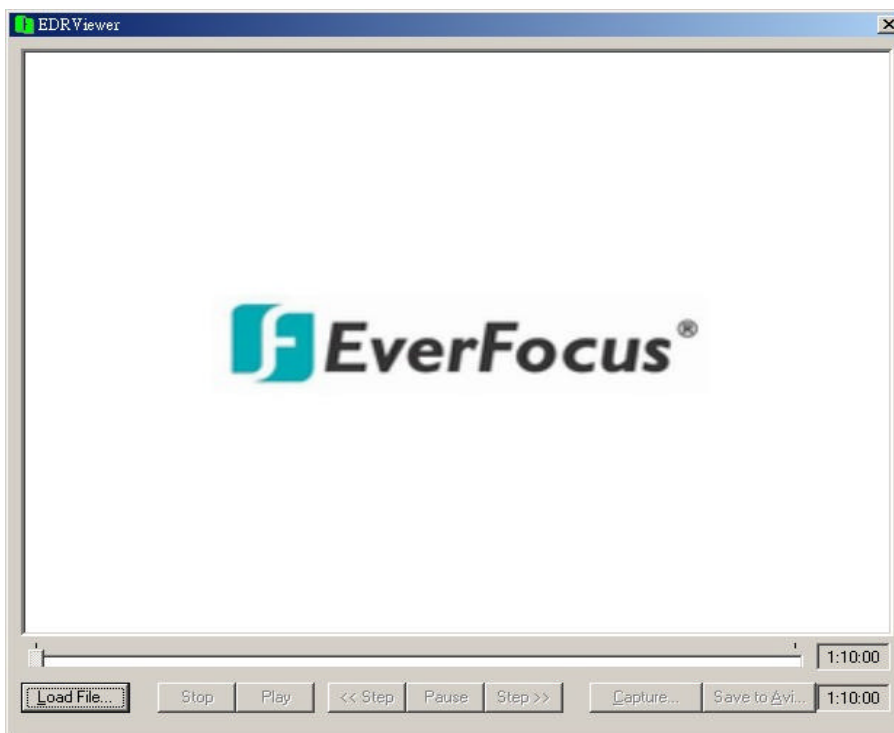 EDRViewer
EverFocus®
1:10:00
Load File... Stop Play << Step Pause Step >> Capture... Save to Avi... 1:10:00